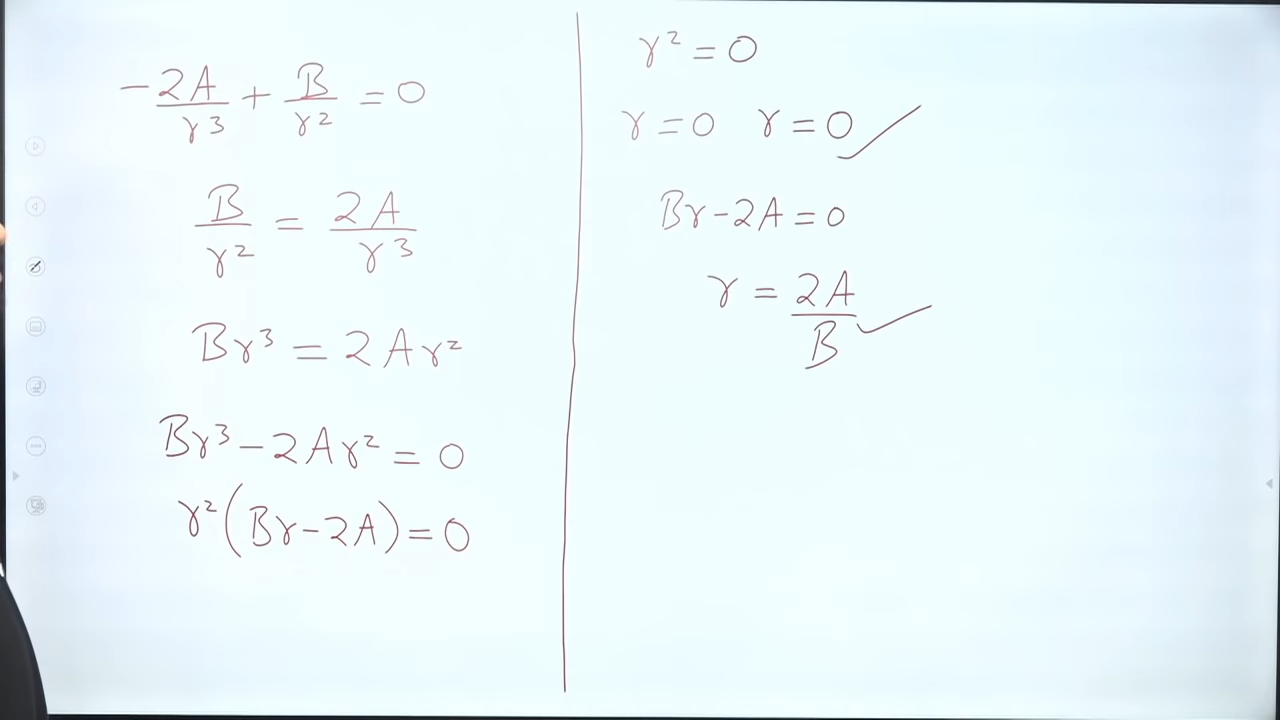 -2A/r³ + B/r² = 0
B/r² = 2A/r³
Br³ = 2Ar²
Br³ - 2Ar² = 0
r²(Br - 2A) = 0
r² = 0
r = 0 r = 0 ✓
Br - 2A = 0
r = 2A/B ✓